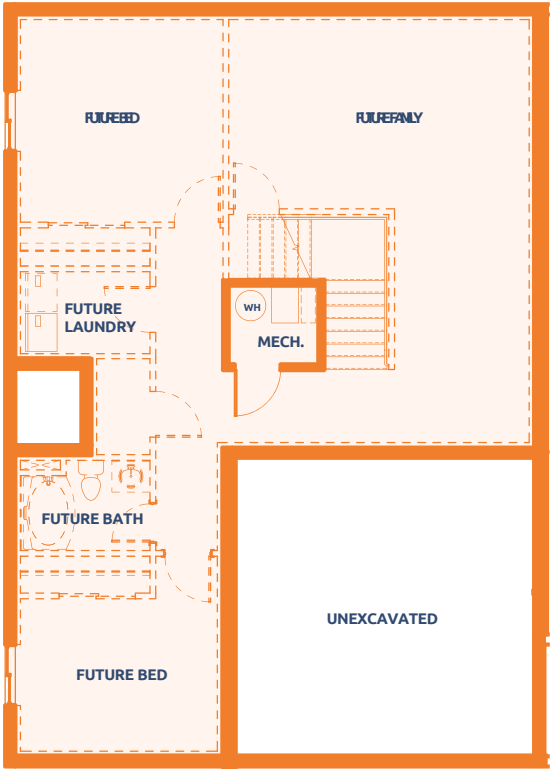 FUTURE BED
FUTURE FAMILY
FUTURE
LAUNDRY
WH
MECH.
FUTURE BATH
UNEXCAVATED
FUTURE BED